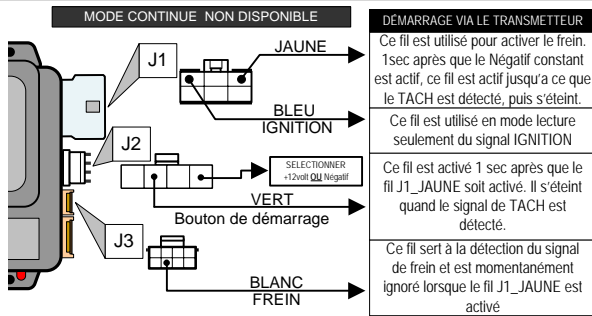 MODE CONTINUE NON DISPONIBLE
DÉMARRAGE VIA LE TRANSMETTEUR
J1
JAUNE
Ce fil est utilisé pour activer le frein.
1sec après que le Négatif constant
est actif, ce fil est actif jusqu'a ce que
le TACH est détecté, puis s'éteint.
BLEU
IGNITION
Ce fil est utilisé en mode lecture
seulement du signal IGNITION
J2
SELECTIONNER
+12volt OU Négatif
VERT
Bouton de démarrage
Ce fil est activé 1 sec après que le
fil J1_JAUNE soit activé. Il s'éteint
quand le signal de TACH est
détecté.
J3
BLANC
FREIN
Ce fil sert à la détection du signal
de frein et est momentanément
ignoré lorsque le fil J1_JAUNE est
activé